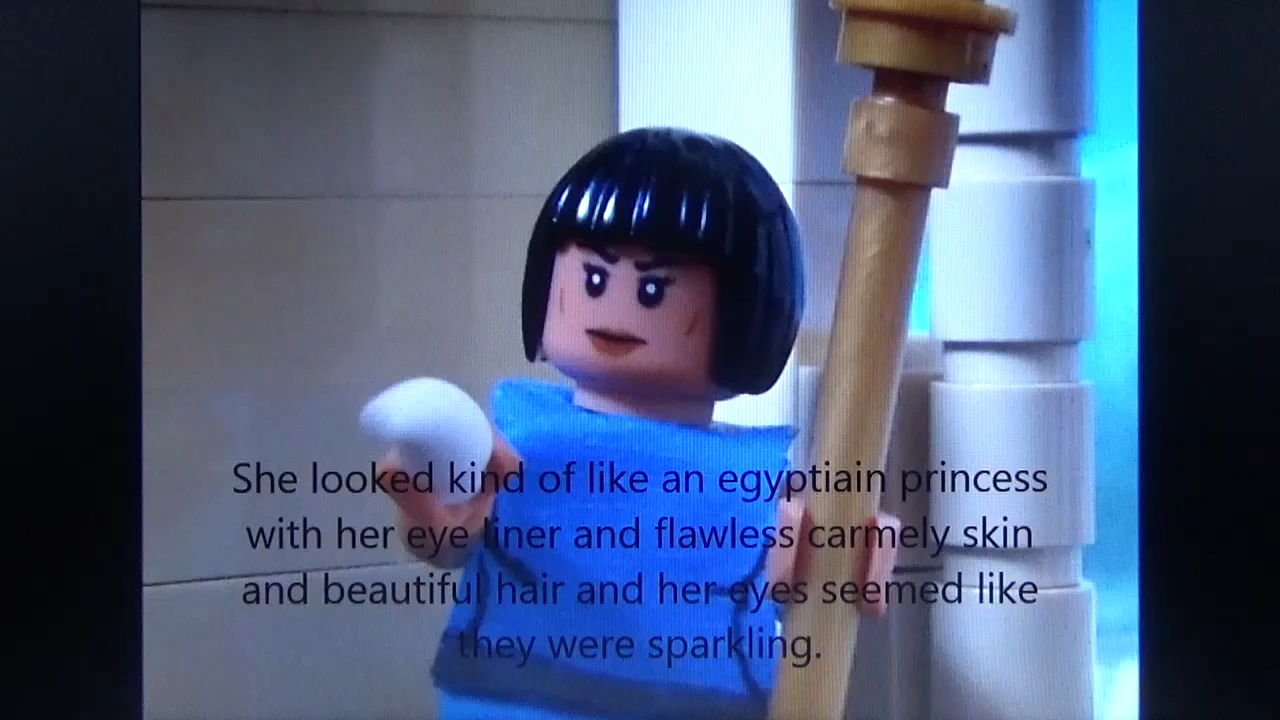 She looked kind of like an egyptiain princess
with her eye liner and flawless carmely skin
and beautiful hair and her eyes seemed like
they were sparkling.